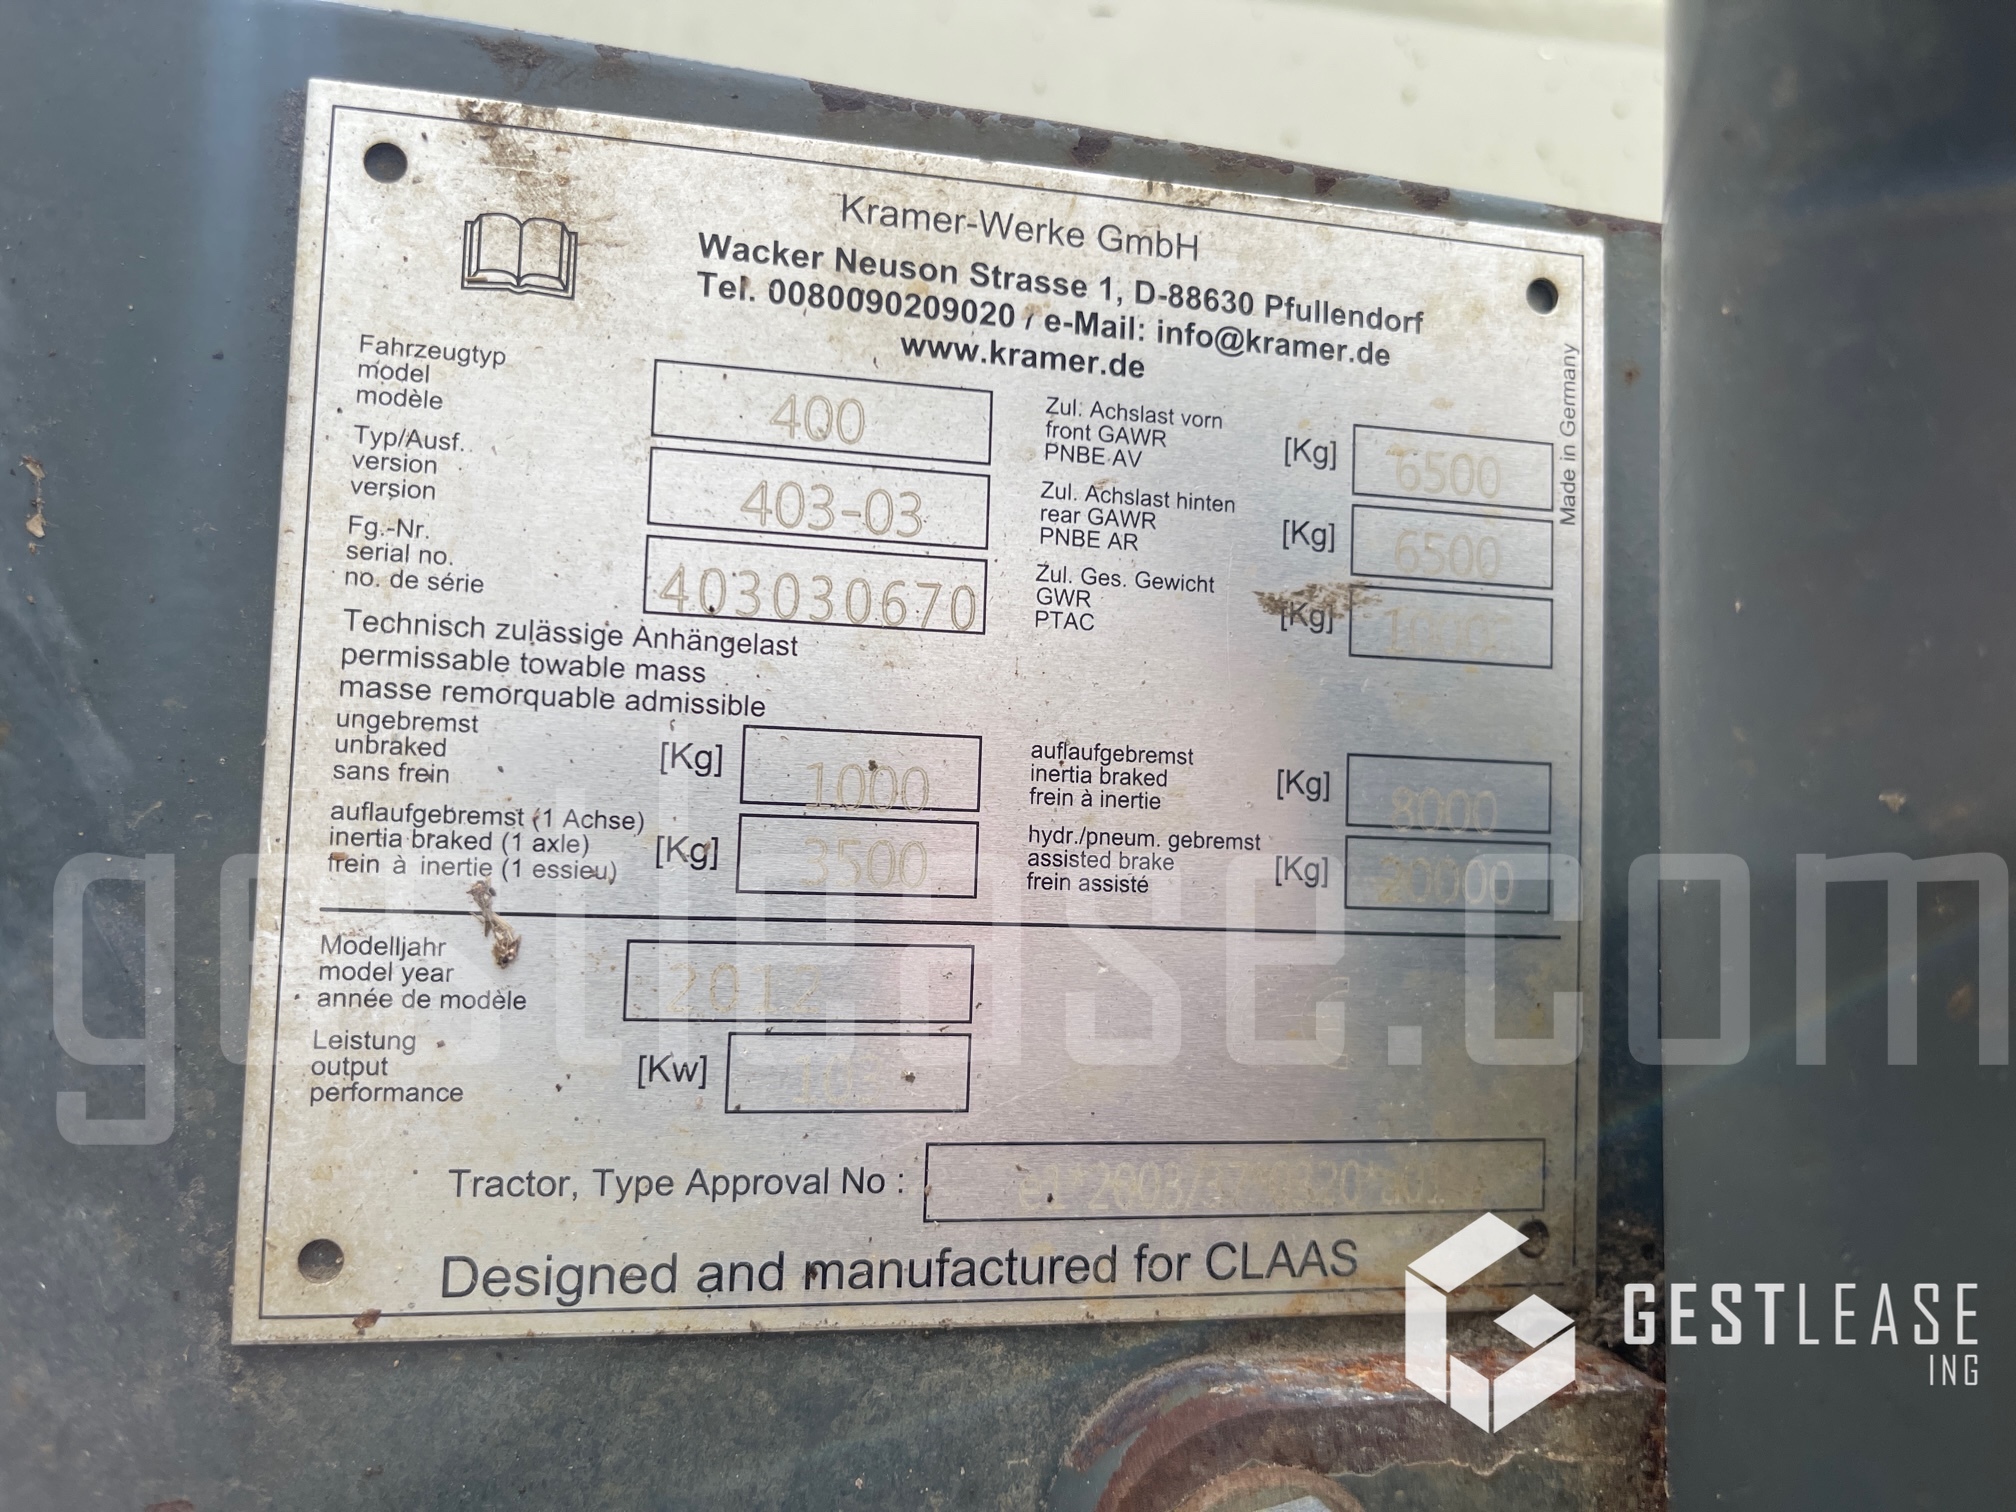 Kramer-Werke GmbH
Wacker Neuson Strasse 1, D-88630 Pfullendorf
Tel. 0080090209020 / e-Mail: info@kramer.de
www.kramer.de
Made in Germany
Fahrzeugtyp
model
modèle
400
Typ/Ausf.
version
version
403-03
Fg.-Nr.
serial no.
no. de série
403030670
Zul. Achslast vorn
front GAWR
PNBE AV
[Kg] 6500
Zul. Achslast hinten
rear GAWR
PNBE AR
[Kg] 6500
Zul. Ges. Gewicht
GWR
PTAC
[Kg]
Technisch zulässige Anhängelast
permissable towable mass
masse remorquable admissible
ungebremst
unbraked
sans frein
[Kg] 1000
auflaufgebremst (1 Achse)
inertia braked (1 axle)
frein à inertie (1 essieu)
[Kg] 3500
auflaufgebremst
inertia braked
frein à inertie
[Kg] 8000
hydr./pneum. gebremst
assisted brake
frein assisté
[Kg]
Modelljahr
model year
année de modèle
2012
Leistung
output
performance
[Kw]
Tractor, Type Approval No :
Designed and manufactured for CLAAS
gestlease.com
GESTLEASE
ING